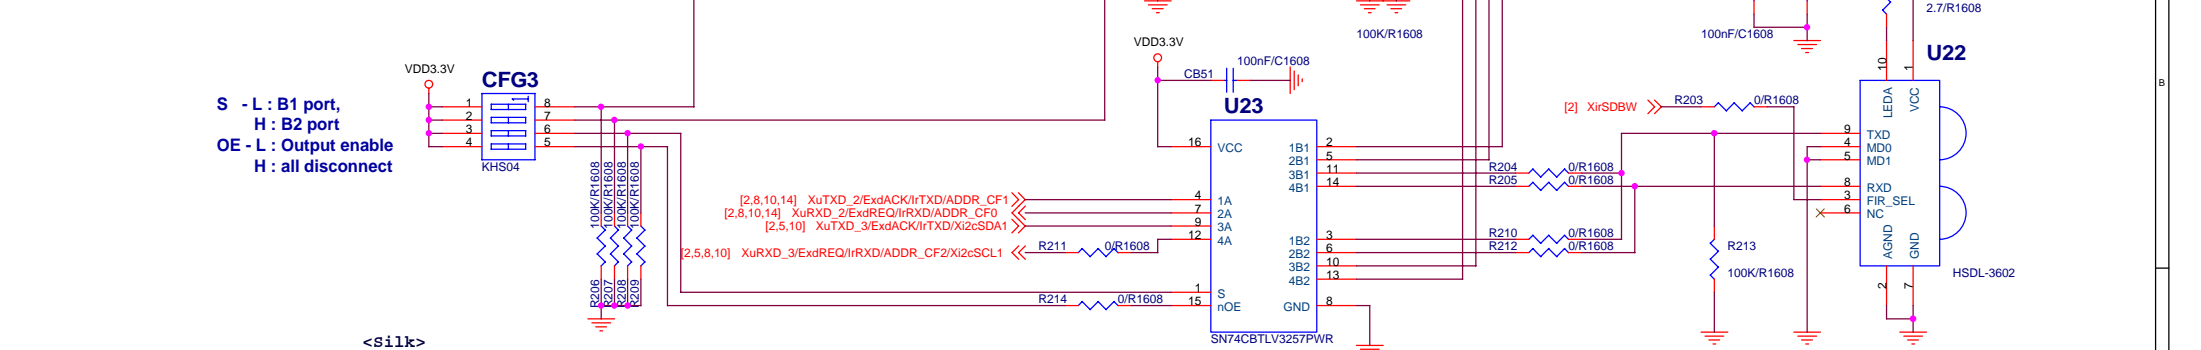 2.7/R1608
100K/R1608
100nF/C1608
VDD3.3V
U22
VDD3.3V
100nF/C1608
CB51
10
1
CFG3
U23
B
S - L : B1 port,
H : B2 port
OE - L : Output enable
H : all disconnect
1
2
3
4
1
8
7
6
5
KHS04
100K/R1608
100K/R1608
100K/R1608
100K/R1608
R206
R207
R208
R209
[2] XirSDBW
R203
0/R1608
LEDA
VCC
16
VCC
1B1
2
2B1
5
3B1
11
4B1
14
R204
0/R1608
R205
0/R1608
9
TXD
4
MD0
5
MD1
8
RXD
3
FIR_SEL
6
NC
[2,8,10,14] XuTXD_2/ExdACK/IrTXD/ADDR_CF1
4
1A
[2,8,10,14] XuRXD_2/ExdREQ/IrRXD/ADDR_CF0
7
2A
[2,5,10] XuTXD_3/ExdACK/IrTXD/Xi2cSDA1
9
3A
12
4A
[2,5,8,10] XuRXD_3/ExdREQ/IrRXD/ADDR_CF2/Xi2cSCL1
R211
0/R1608
1B2
3
2B2
6
3B2
10
4B2
13
R210
0/R1608
R212
0/R1608
R213
100K/R1608
AGND
GND
HSDL-3602
2
7
1
S
R214
0/R1608
15
nOE
GND
8
SN74CBTLV3257PWR
<Silk>